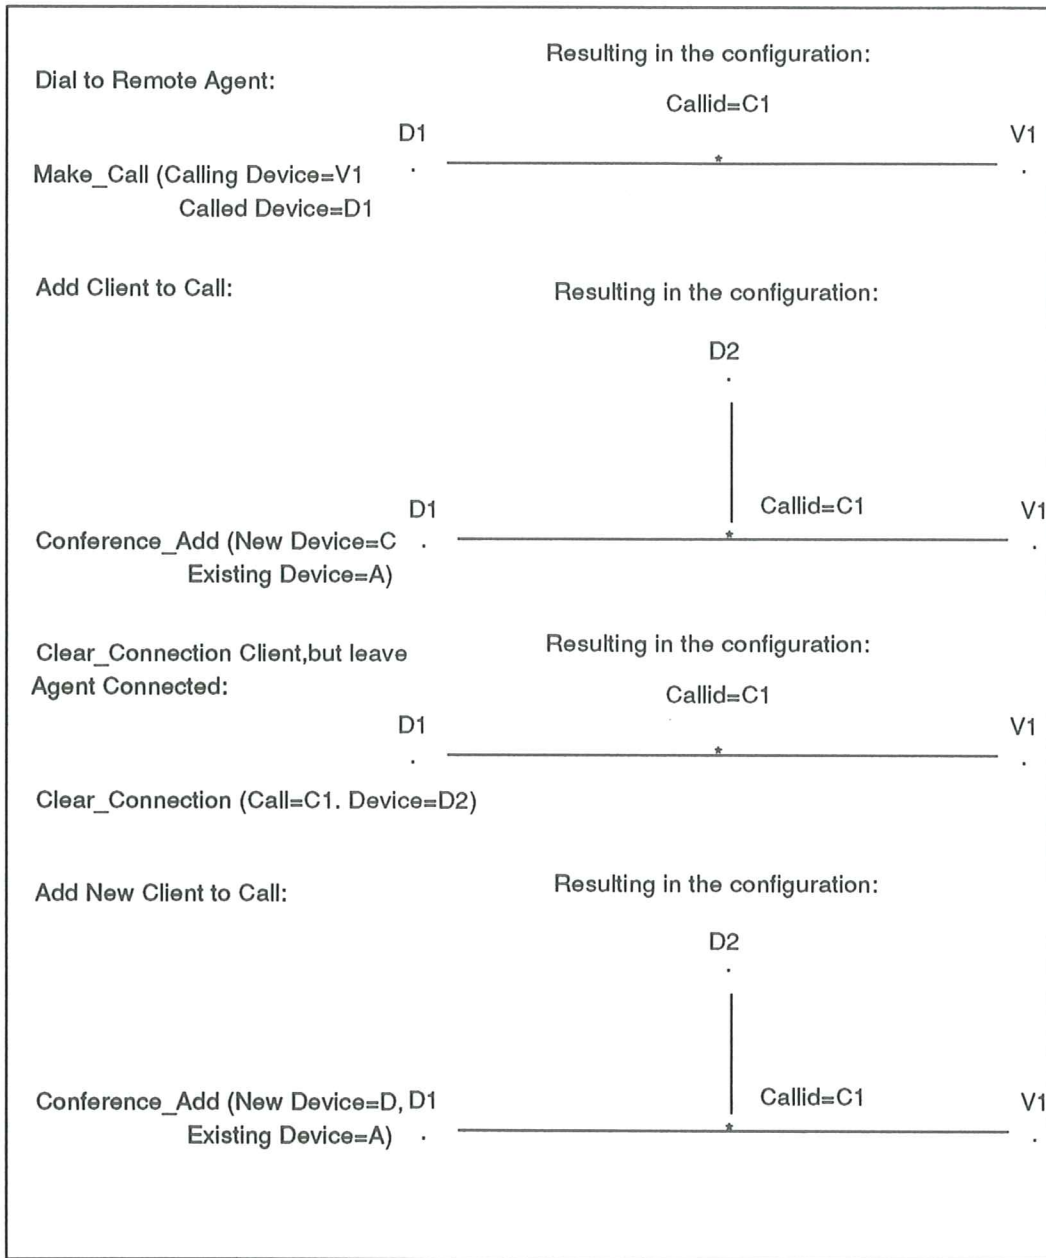 Resulting in the configuration:
Dial to Remote Agent:
Callid=C1
D1 V1
Make_Call (Calling Device=V1
Called Device=D1
Add Client to Call:
Resulting in the configuration:
D2
D1 Callid=C1 V1
Conference_Add (New Device=C
Existing Device=A)
Clear_Connection Client,but leave
Agent Connected:
Resulting in the configuration:
Callid=C1
D1 V1
Clear_Connection (Call=C1. Device=D2)
Add New Client to Call:
Resulting in the configuration:
D2
Conference_Add (New Device=D, D1 Callid=C1 V1
Existing Device=A)